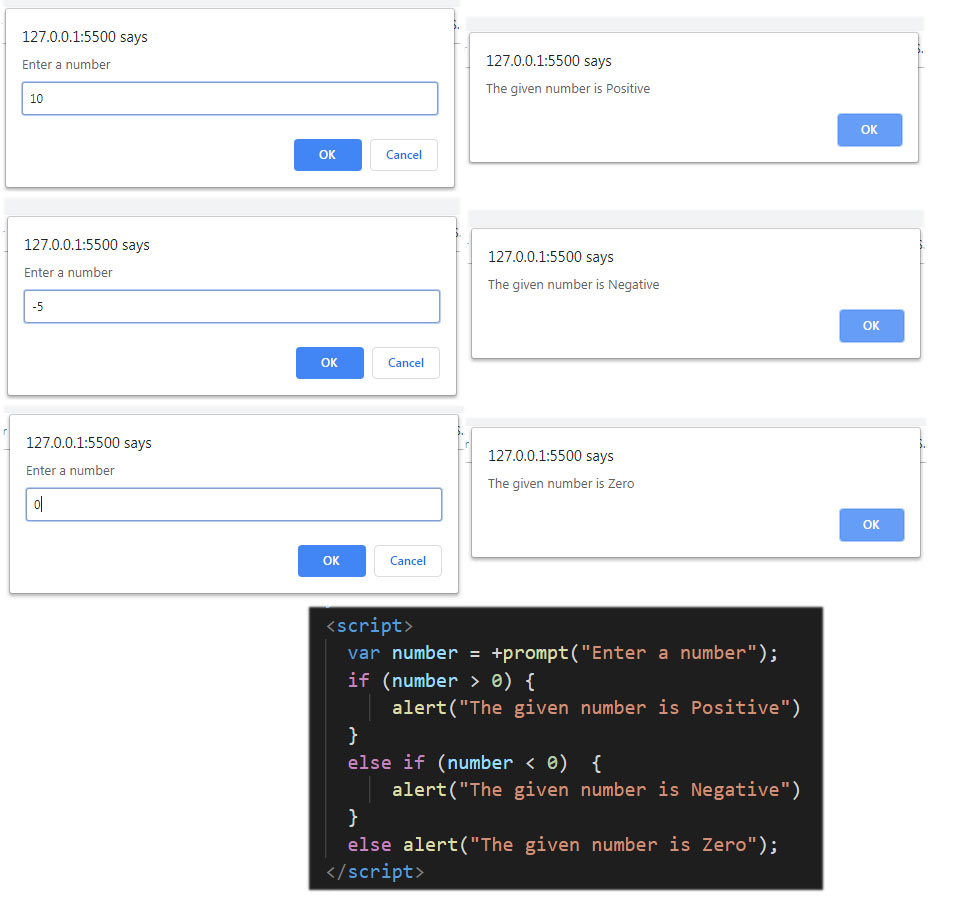 127.0.0.1:5500 says
Enter a number
10
OK
Cancel
127.0.0.1:5500 says
The given number is Positive
OK
127.0.0.1:5500 says
Enter a number
-5
OK
Cancel
127.0.0.1:5500 says
The given number is Negative
OK
127.0.0.1:5500 says
Enter a number
0
OK
Cancel
127.0.0.1:5500 says
The given number is Zero
OK
<script>
var number = +prompt("Enter a number");
if (number > 0) {
alert("The given number is Positive")
}
else if (number < 0)  {
alert("The given number is Negative")
}
else alert("The given number is Zero");
</script>